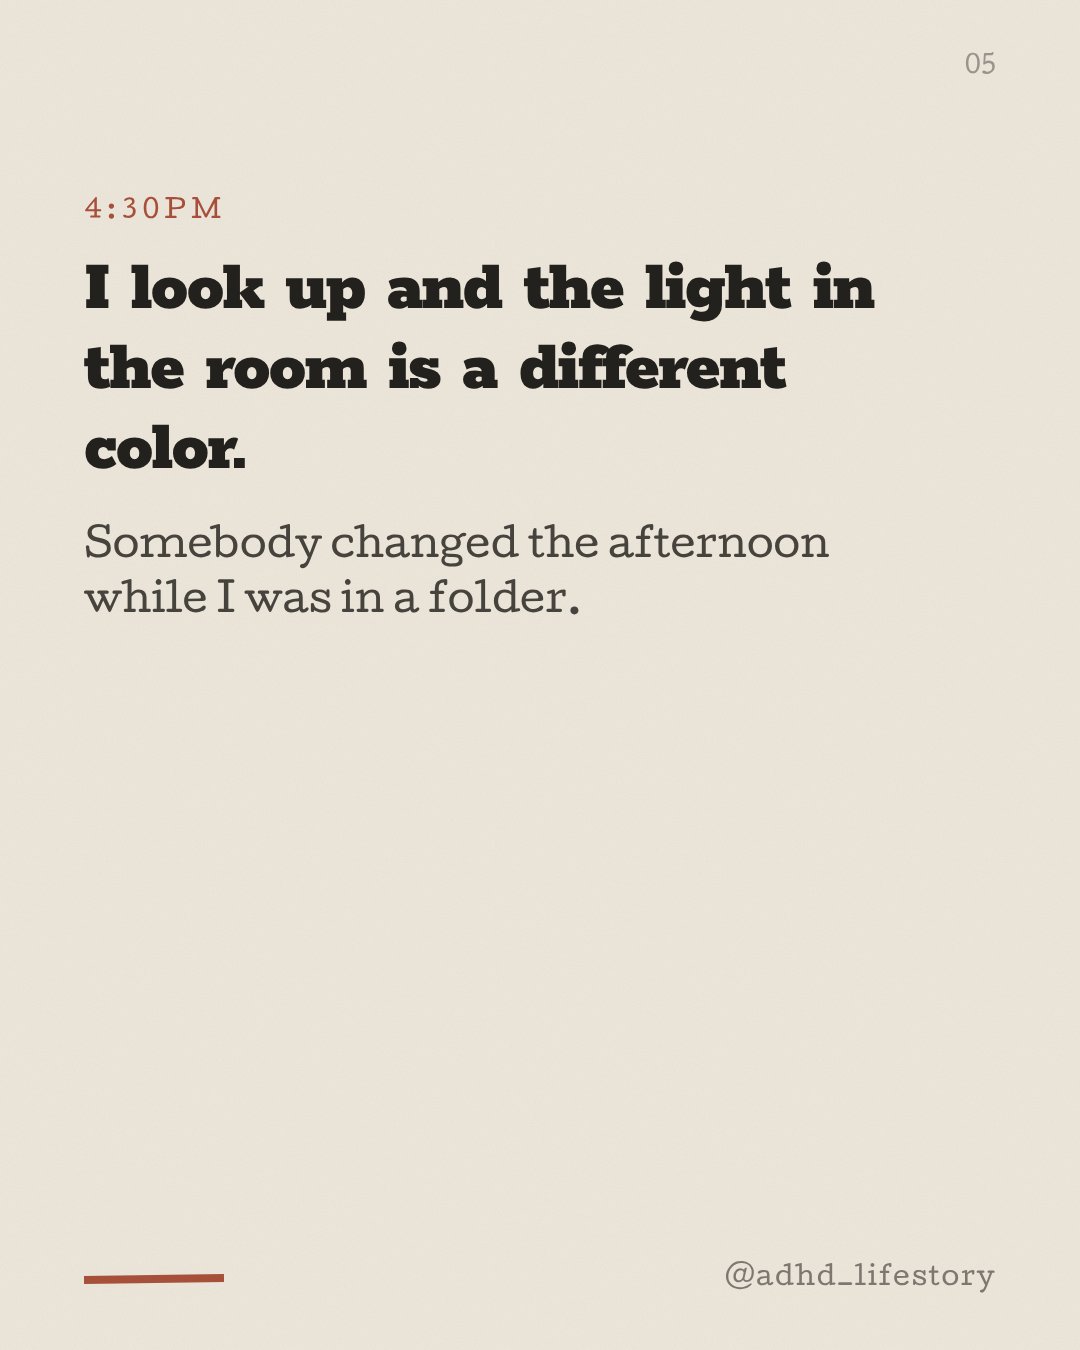 05
4:30PM
I look up and the light in
the room is a different
color.
Somebody changed the afternoon
while I was in a folder.
@adhd_lifestory